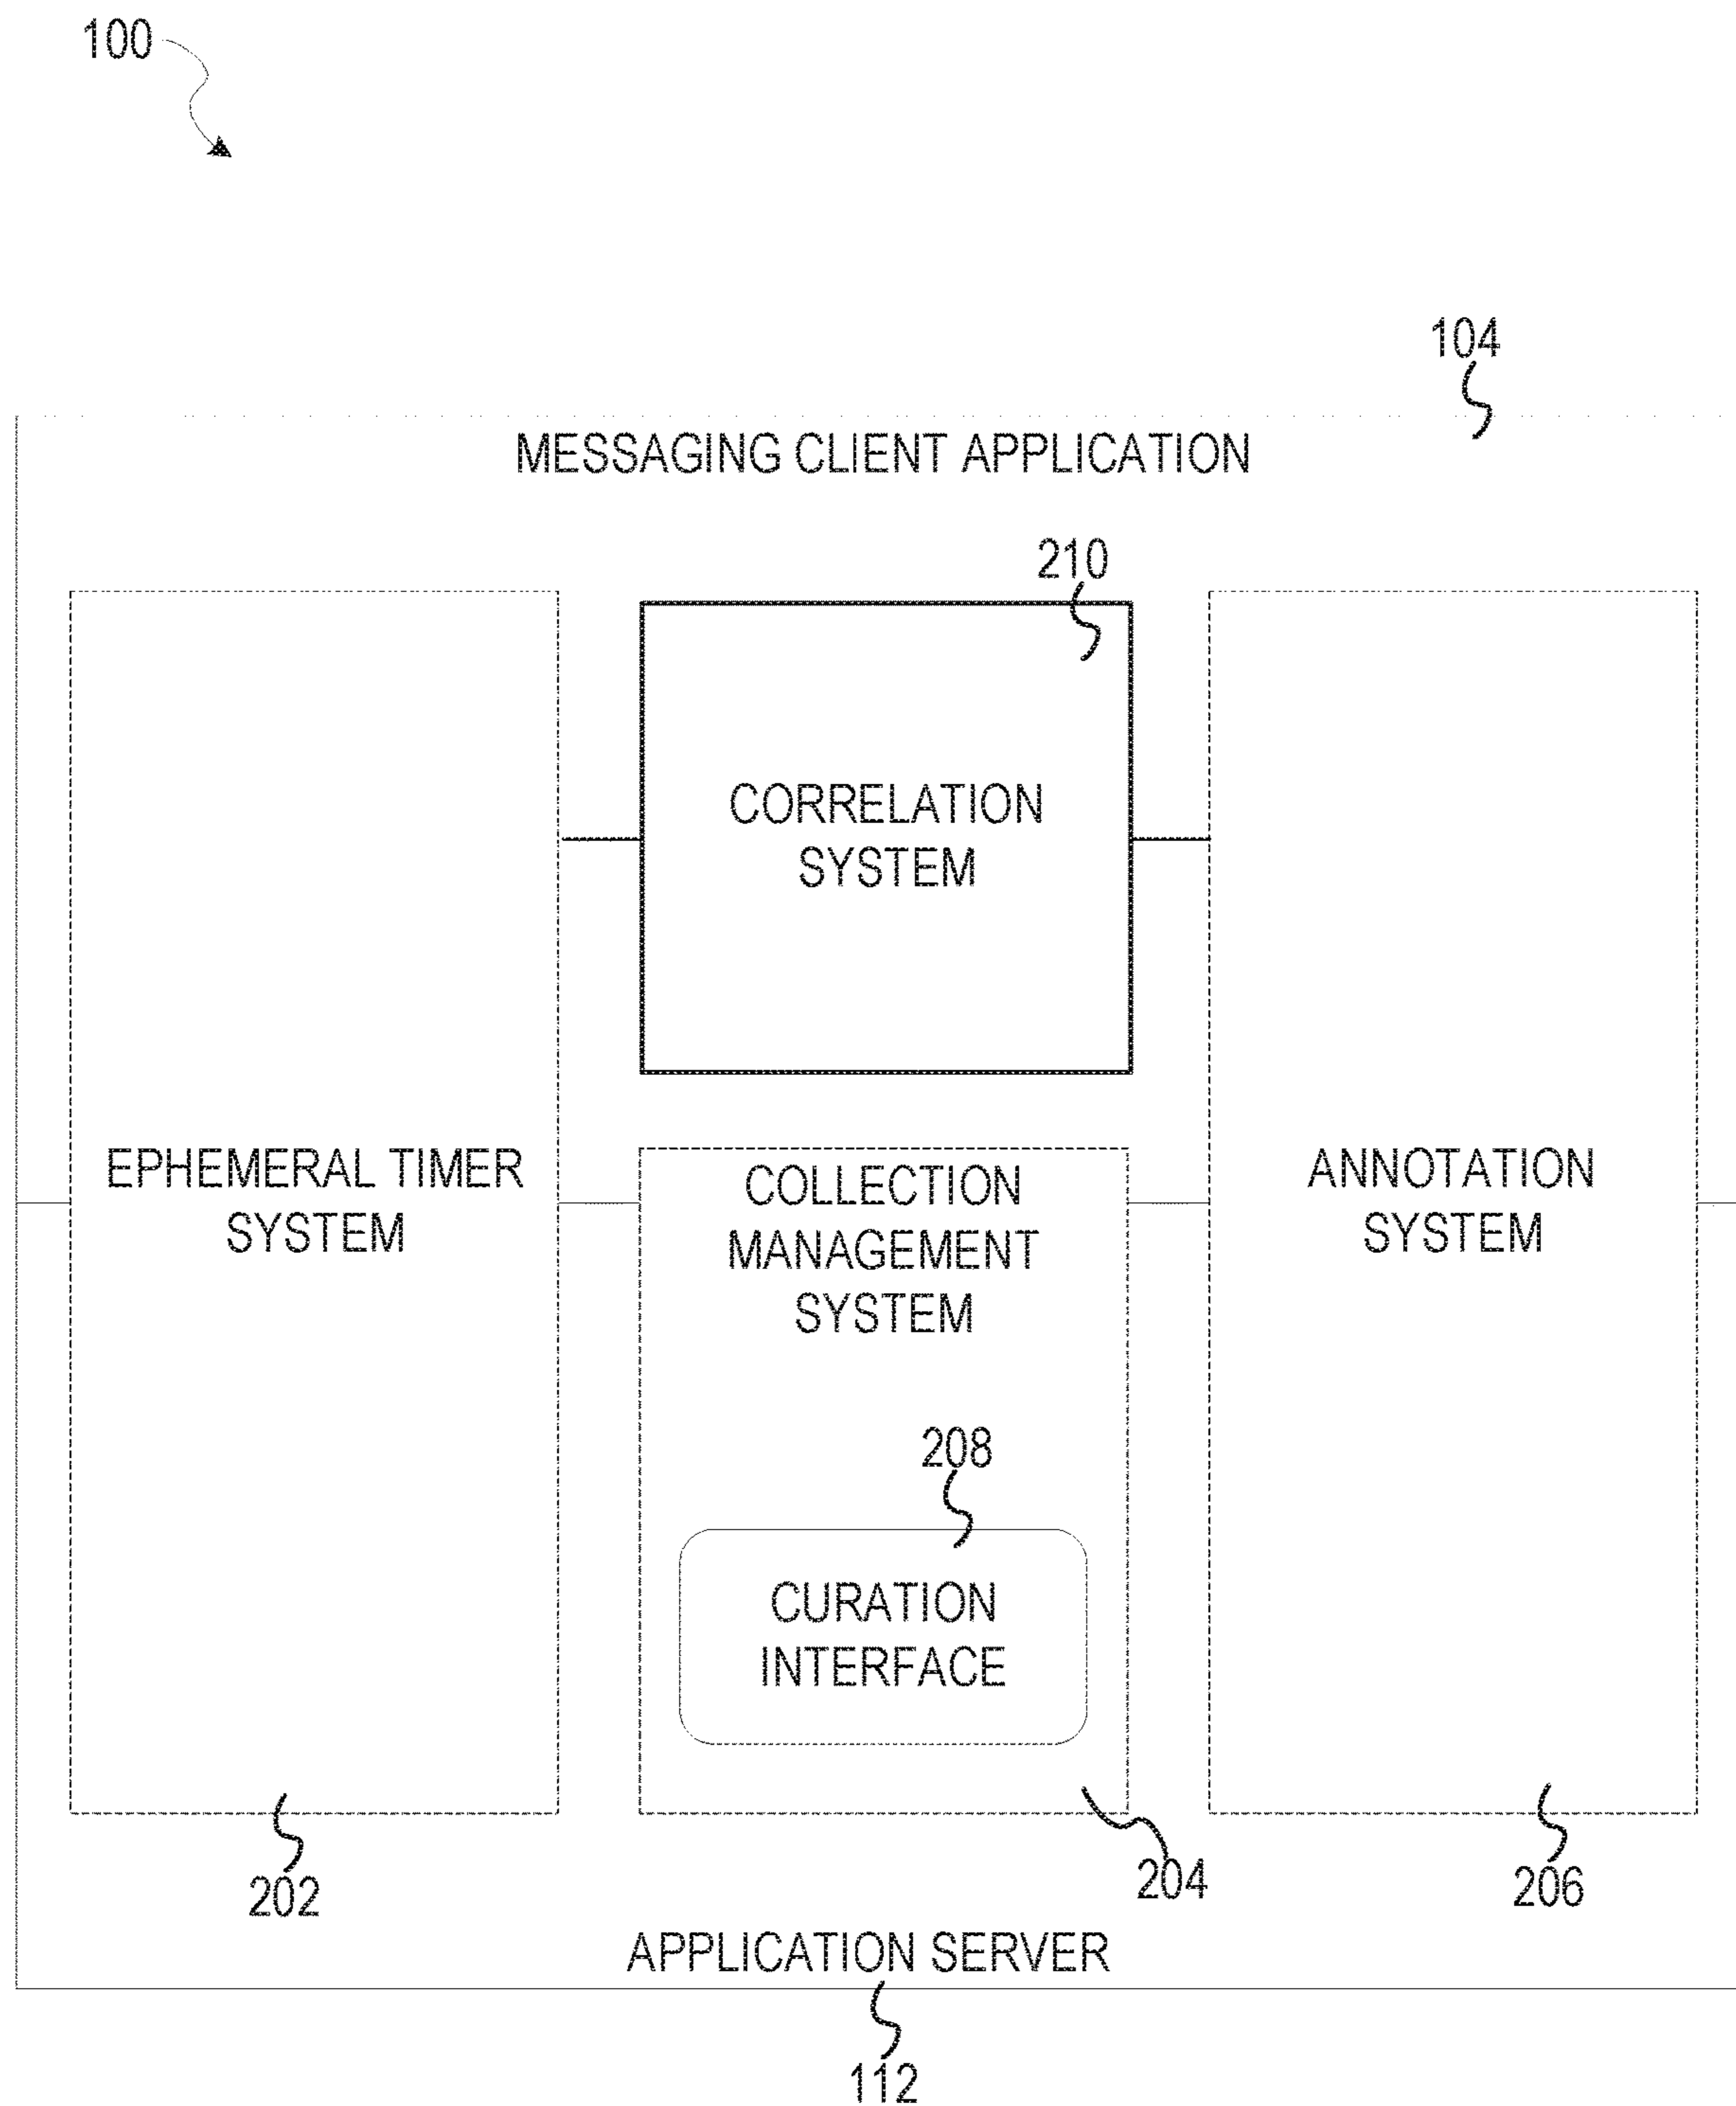 100
104
MESSAGING CLIENT APPLICATION
210
CORRELATION
SYSTEM
EPHEMERAL TIMER
SYSTEM
COLLECTION
MANAGEMENT
SYSTEM
ANNOTATION
SYSTEM
208
CURATION
INTERFACE
202
204
206
APPLICATION SERVER
112